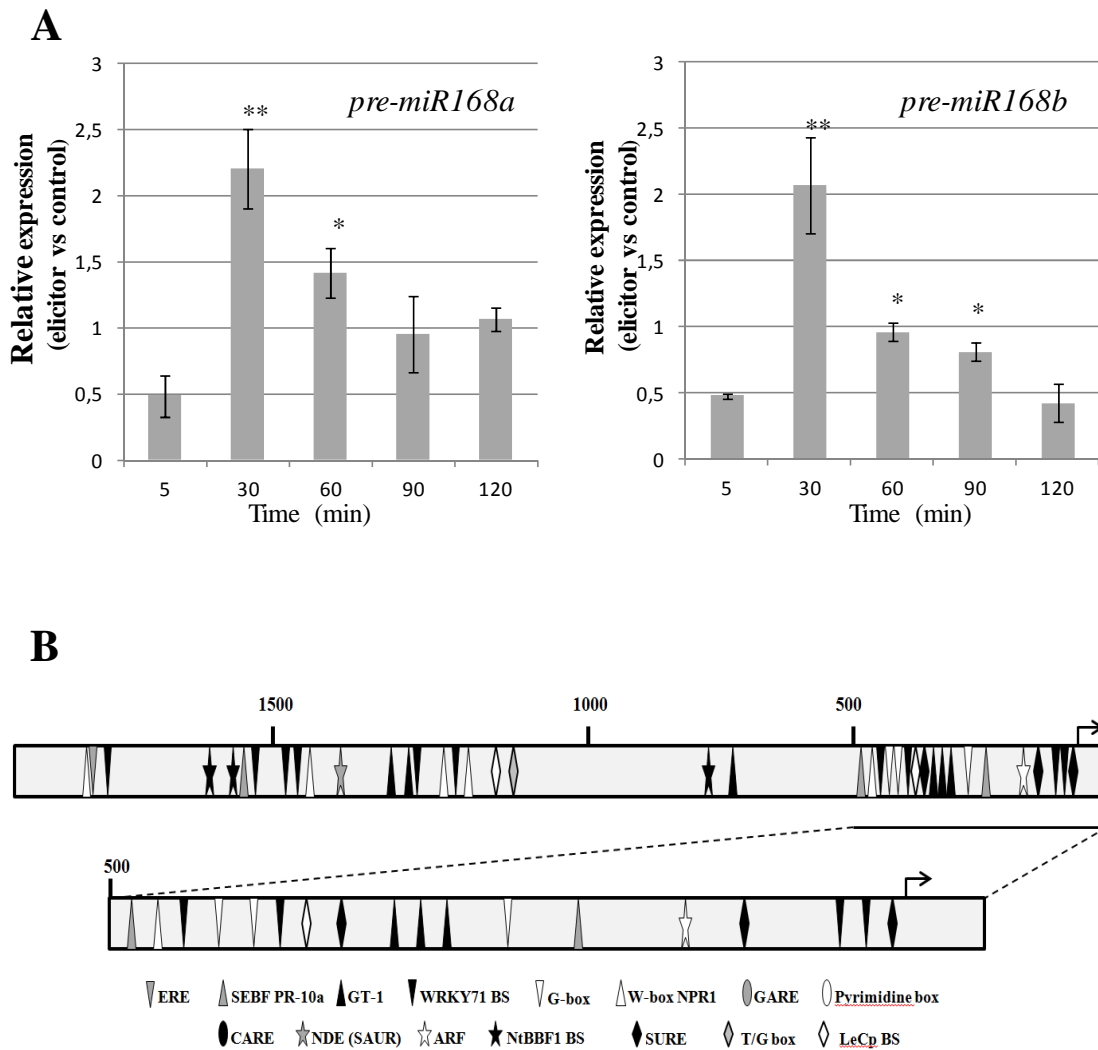 A
3
2,5
2
1,5
1
0,5
0
Relative expression
(elicitor vs control)
pre-miR168a
**
*
5 30 60 90 120
Time (min)
3
2,5
2
1,5
1
0,5
0
Relative expression
(elicitor vs control)
pre-miR168b
**
*
*
5 30 60 90 120
Time (min)
B
1500 1000 500
500
ERE SEBF PR-10a GT-1 WRKY71 BS G-box W-box NPR1 GARE Pyrimidine box
CARE NDE (SAUR) ARF NtBBF1 BS SURE T/G box LeCp BS